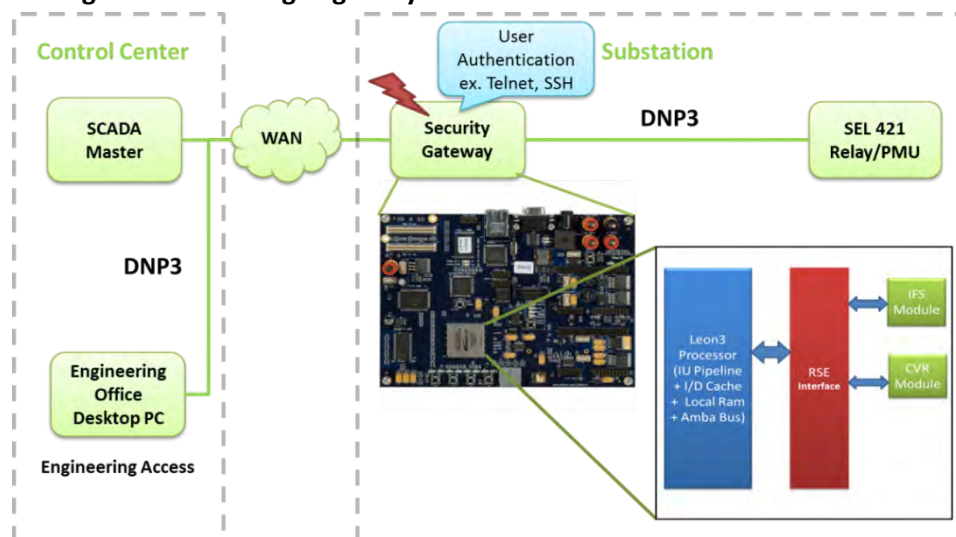 Control Center
SCADA
Master
DNP3
Engineering
Office
Desktop PC
Engineering Access
WAN
Substation
User
Authentication
ex. Telnet, SSH
Security
Gateway
DNP3
SEL 421
Relay/PMU
Leon3
Processor
(IU Pipeline
+ I/D Cache
+ Local Ram
+ Amba Bus)
RSE
Interface
IFS
Module
CVR
Module